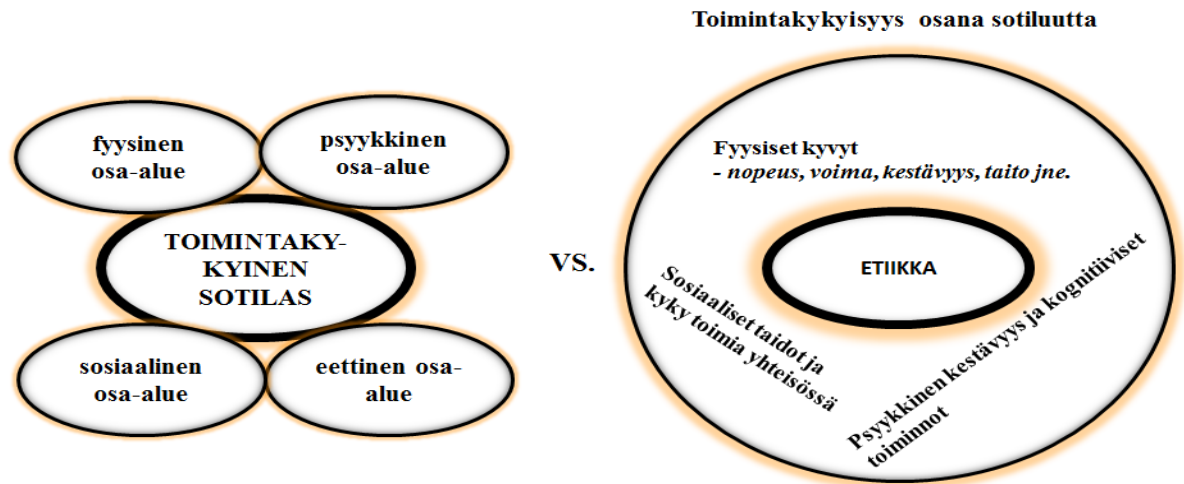 Toimintakykyisyys osana sotiluutta
fyysinen
osa-alue
psyykkinen
osa-alue
TOIMINTAKY-
KYINEN
SOTILAS
sosiaalinen
osa-alue
eettinen osa-
alue
VS.
Fyysiset kyvyt
- nopeus, voima, kestävyys, taito jne.
ETIIKKA
Sosiaaliset taidot ja
kyky toimia yhteisössä
Psyykkinen kestävyys ja kognitiiviset
toiminnot